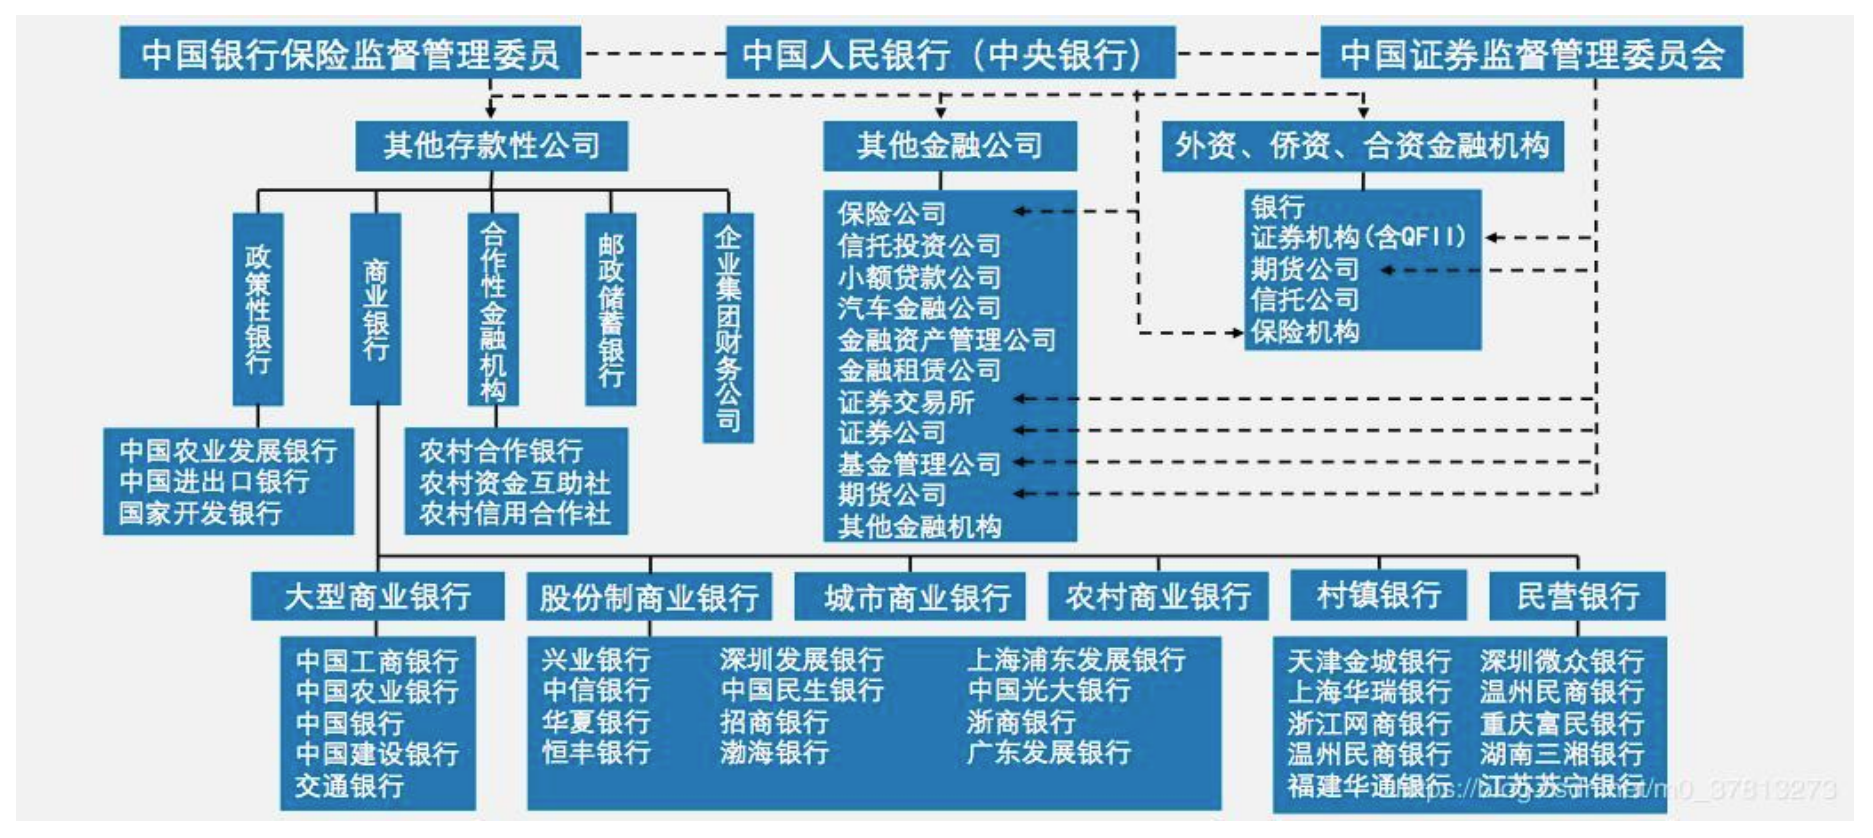 中国银行保险监督管理委员
中国人民银行（中央银行）
中国证券监督管理委员会
其他存款性公司
其他金融公司
外资、侨资、合资金融机构
政策性银行
商业银行
合作性金融机构
邮政储蓄银行
企业集团财务公司
保险公司
信托投资公司
小额贷款公司
汽车金融公司
金融资产管理公司
金融租赁公司
证券交易所
证券公司
基金管理公司
期货公司
其他金融机构
银行
证券机构(含QFII)
期货公司
信托公司
保险机构
中国农业发展银行
中国进出口银行
国家开发银行
农村合作银行
农村资金互助社
农村信用合作社
大型商业银行
股份制商业银行
城市商业银行
农村商业银行
村镇银行
民营银行
中国工商银行
中国农业银行
中国银行
中国建设银行
交通银行
兴业银行 深圳发展银行 上海浦东发展银行
中信银行 中国民生银行 中国光大银行
华夏银行 招商银行 浙商银行
恒丰银行 渤海银行 广东发展银行
天津金城银行 深圳微众银行
上海华瑞银行 温州民商银行
浙江网商银行 重庆富民银行
温州民商银行 湖南三湘银行
福建华通银行 江苏苏宁银行
https://blog.csdn.net/m0_37813273